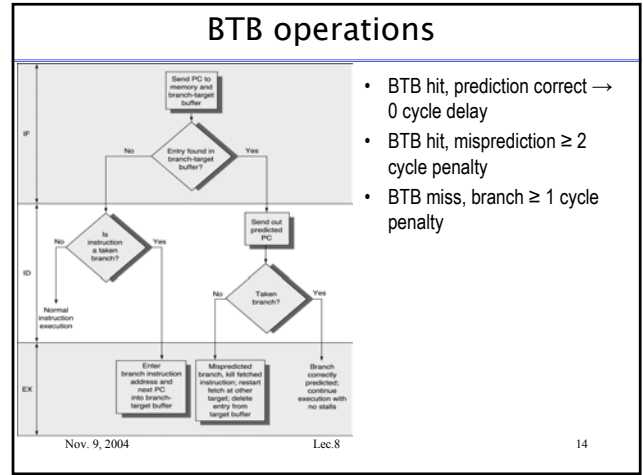 BTB operations
IF
Send PC to
memory and
branch-target
buffer
No
Entry found in
branch-target
buffer?
Yes
ID
No
Is
instruction
a taken
branch?
Yes
Send out
predicted
PC
No
Taken
branch?
Yes
Normal
instruction
execution
EX
Enter
branch instruction
address and
next PC
into branch-
target buffer
Mispredicted
branch, kill fetched
instruction; restart
fetch at other
target; delete
entry from
target buffer
Branch
correctly
predicted;
continue
execution with
no stalls
• BTB hit, prediction correct →
0 cycle delay
• BTB hit, misprediction ≥ 2
cycle penalty
• BTB miss, branch ≥ 1 cycle
penalty
Nov. 9, 2004
Lec.8
14